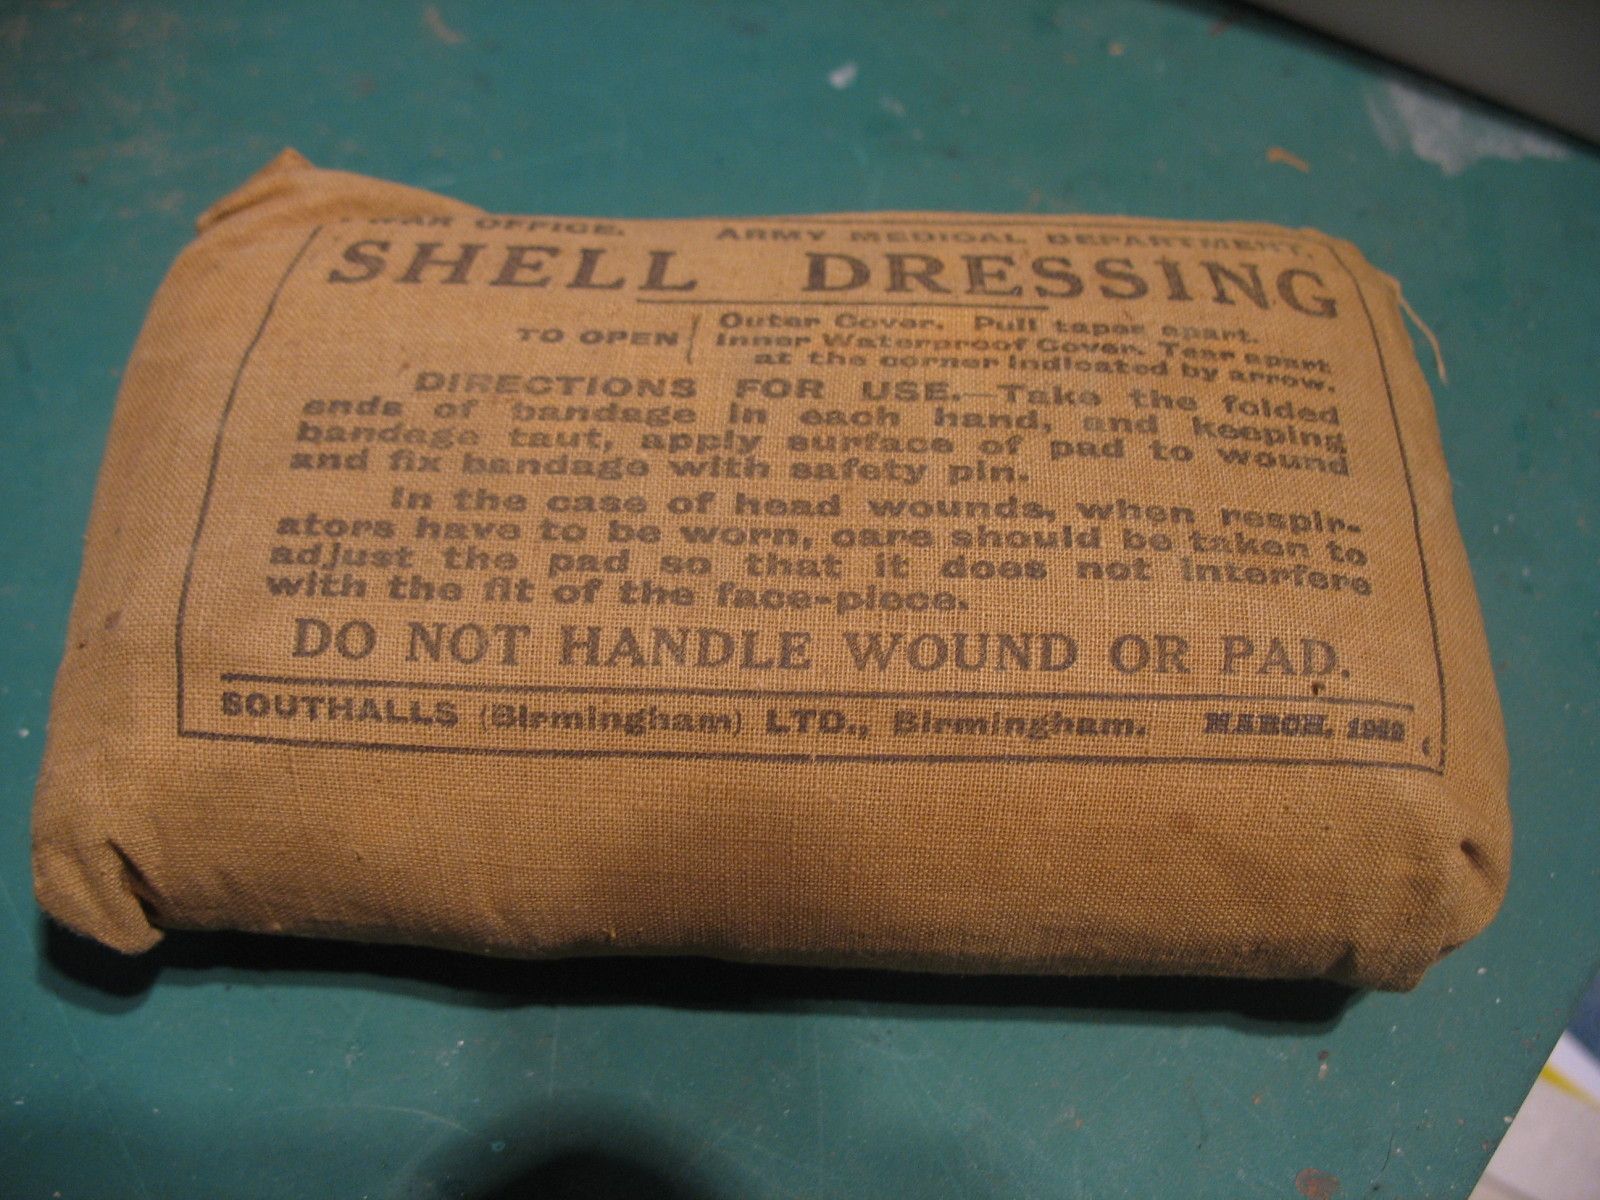 WAR OFFICE. ARMY MEDICAL DEPARTMENT.
SHELL DRESSING
TO OPEN { Outer Cover. Pull tapes apart.
Inner Waterproof Cover. Tear apart
at the corner indicated by arrow.
DIRECTIONS FOR USE.—Take the folded
ends of bandage in each hand, and keeping
bandage taut, apply surface of pad to wound
and fix bandage with safety pin.
In the case of head wounds, when respir-
ators have to be worn, care should be taken to
adjust the pad so that it does not interfere
with the fit of the face-piece.
DO NOT HANDLE WOUND OR PAD.
SOUTHALLS (Birmingham) LTD., Birmingham. MARCH,